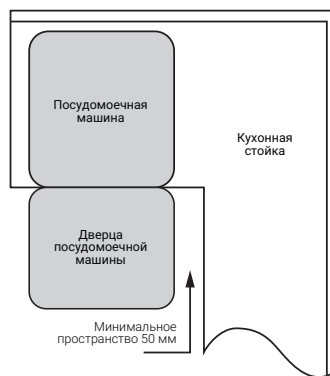 Посудомоечная
машина
Кухонная
стойка
Дверца
посудомоечной
машины
Минимальное
пространство 50 мм